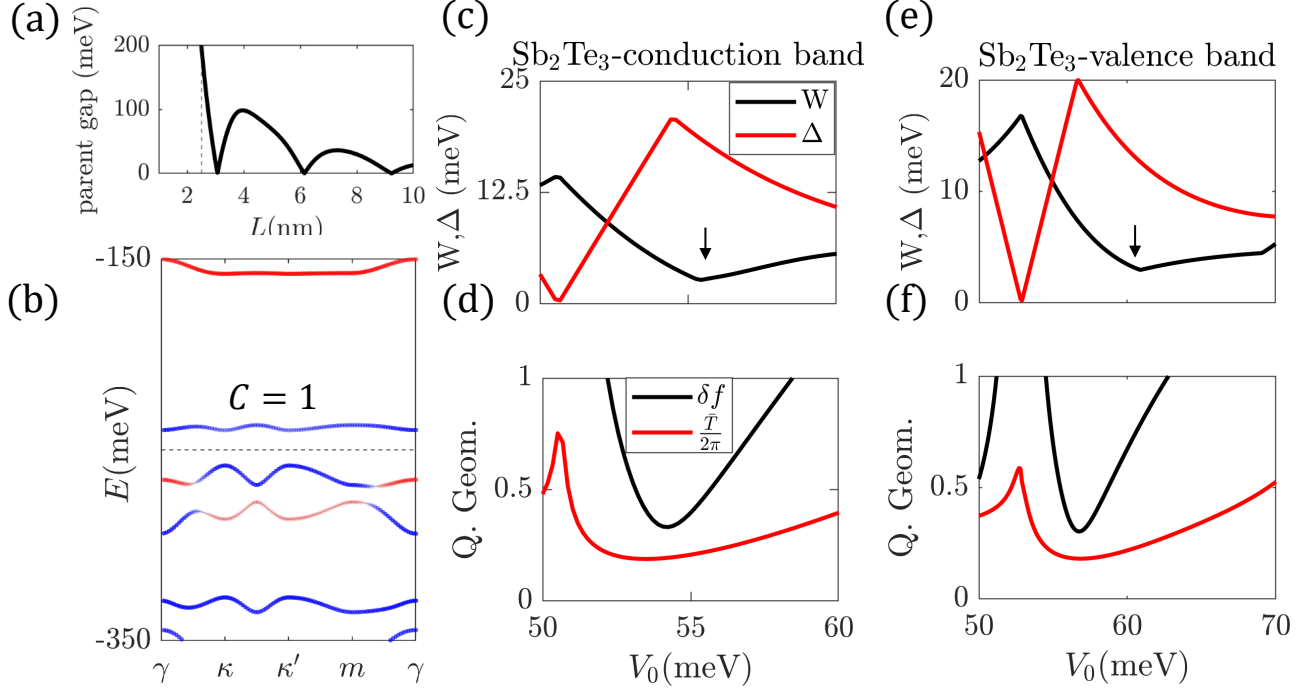 (a)
parent gap (meV)
200
100
0
2
4
6
8
10
L(nm)
(b)
E(meV)
-150
-350
C = 1
γ
κ
κ′
m
γ
(c)
Sb₂Te₃-conduction band
W,Δ (meV)
25
12.5
0
W
Δ
(d)
Q. Geom.
1
0.5
0
δf
T̄/2π
50
55
60
V₀(meV)
(e)
Sb₂Te₃-valence band
W,Δ (meV)
20
10
0
(f)
Q. Geom.
1
0.5
0
50
60
70
V₀(meV)